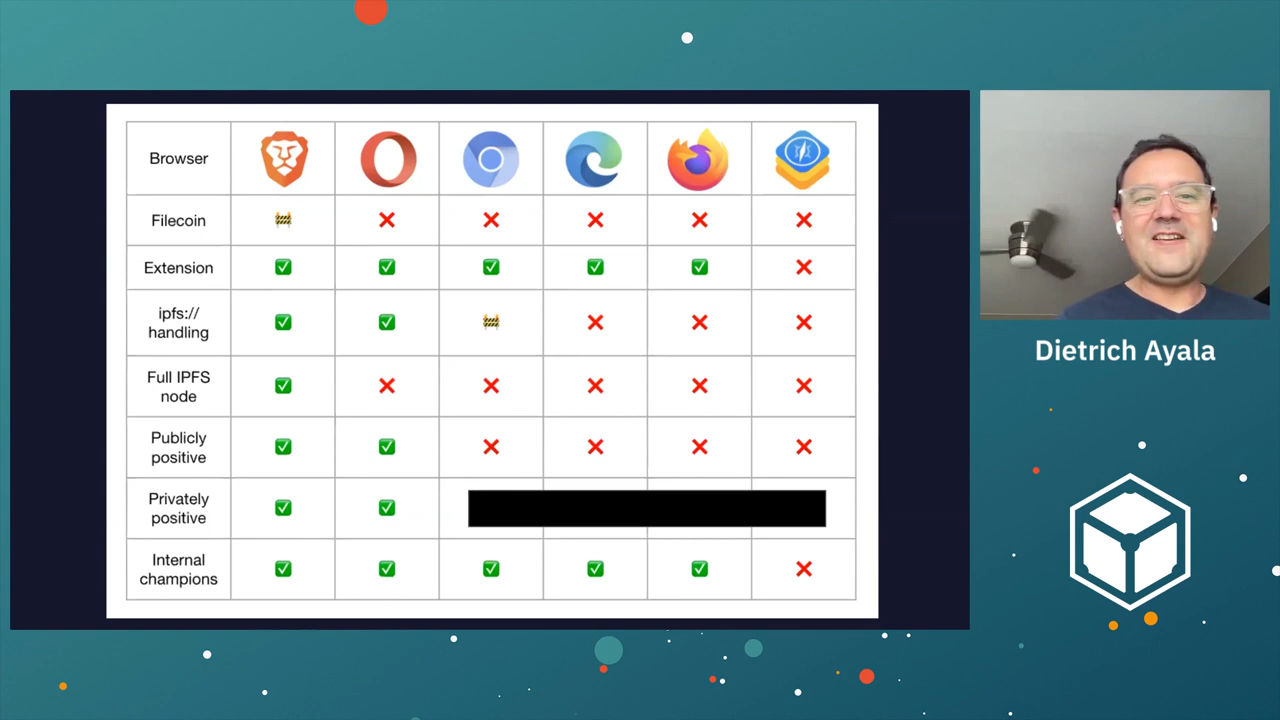 Browser
Filecoin
Extension
ipfs://
handling
Full IPFS
node
Publicly
positive
Privately
positive
Internal
champions
Dietrich Ayala